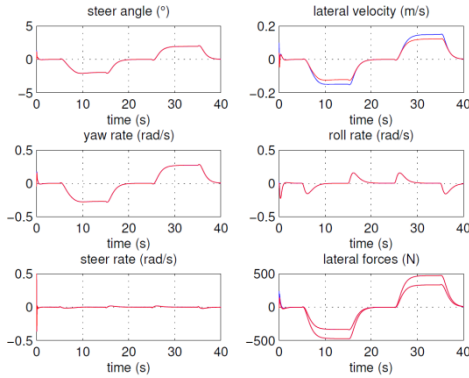 steer angle (°)
lateral velocity (m/s)
5
0
−5
0 10 20 30 40
time (s)
0.2
0
0.2
0 10 20 30 40
time (s)
yaw rate (rad/s)
roll rate (rad/s)
0.5
0
−0.5
0 10 20 30 40
time (s)
0.5
0
−0.5
0 10 20 30 40
time (s)
steer rate (rad/s)
lateral forces (N)
0.5
0
0.5
0 10 20 30 40
time (s)
500
0
−500
0 10 20 30 40
time (s)